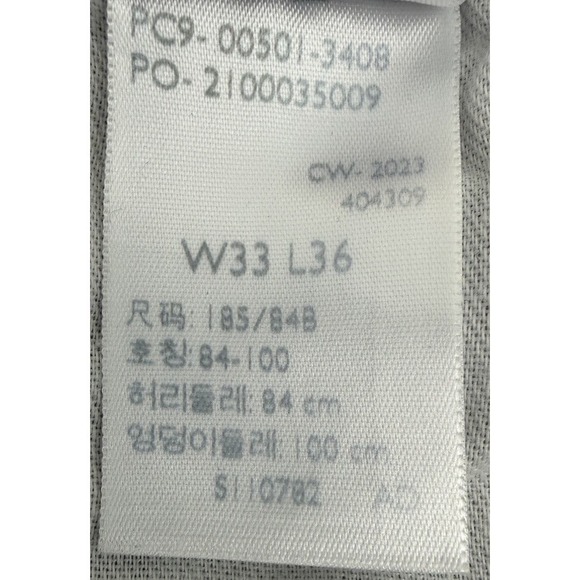 PC9- 00501-3408
PO- 2100035009
CW- 2023
404309
W33 L36
尺码: 185/84B
호칭: 84-100
허리둘레: 84 cm
엉덩이둘레: 100 cm
S110782 AD